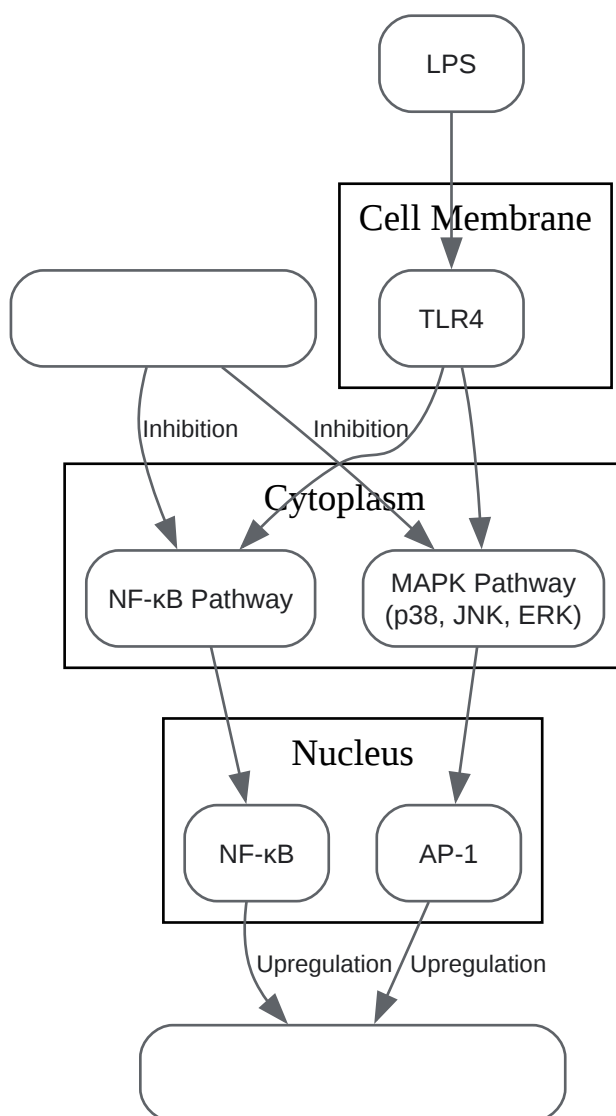 LPS
Cell Membrane
TLR4
Inhibition
Inhibition
Cytoplasm
NF-κB Pathway
MAPK Pathway
(p38, JNK, ERK)
Nucleus
NF-κB
AP-1
Upregulation
Upregulation